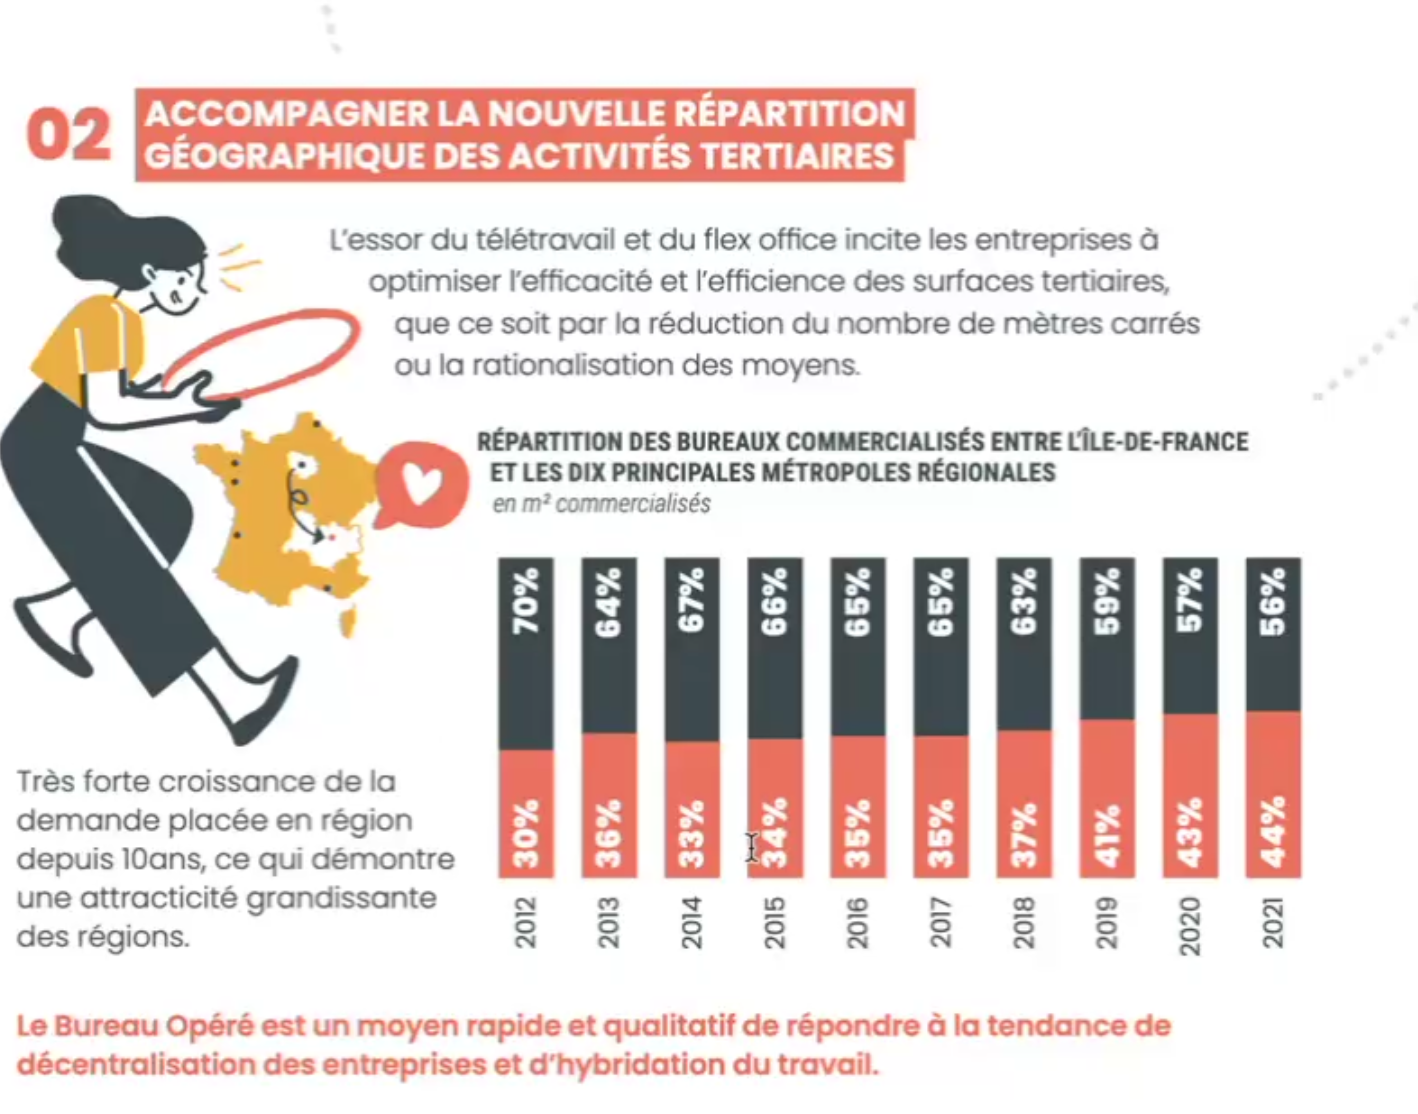 02
ACCOMPAGNER LA NOUVELLE RÉPARTITION
GÉOGRAPHIQUE DES ACTIVITÉS TERTIAIRES
L'essor du télétravail et du flex office incite les entreprises à
optimiser l'efficacité et l'efficience des surfaces tertiaires,
que ce soit par la réduction du nombre de mètres carrés
ou la rationalisation des moyens.
RÉPARTITION DES BUREAUX COMMERCIALISÉS ENTRE L'ÎLE-DE-FRANCE
ET LES DIX PRINCIPALES MÉTROPOLES RÉGIONALES
en m² commercialisés
70% 64% 67% 66% 65% 65% 63% 59% 57% 56%
30% 36% 33% 34% 35% 35% 37% 41% 43% 44%
2012 2013 2014 2015 2016 2017 2018 2019 2020 2021
Très forte croissance de la
demande placée en région
depuis 10ans, ce qui démontre
une attracticité grandissante
des régions.
Le Bureau Opéré est un moyen rapide et qualitatif de répondre à la tendance de
décentralisation des entreprises et d'hybridation du travail.